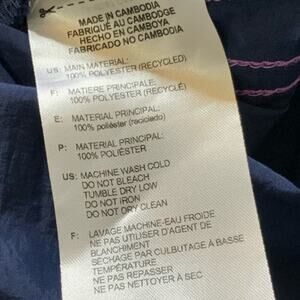 MADE IN CAMBODIA
FABRIQUÉ AU CAMBODGE
HECHO EN CAMBOYA
FABRICADO NO CAMBODIA
US: MAIN MATERIAL:
100% POLYESTER (RECYCLED)
F: MATIERE PRINCIPALE:
100% POLYESTER (RECYCLÉ)
E: MATERIAL PRINCIPAL:
100% poliéster (reciclado)
P: MATERIAL PRINCIPAL:
100% POLIÉSTER
US: MACHINE WASH COLD
DO NOT BLEACH
TUMBLE DRY LOW
DO NOT IRON
DO NOT DRY CLEAN
F: LAVAGE MACHINE-EAU FROIDE
NE PAS UTILISER D'AGENT DE
BLANCHIMENT
SÉCHAGE PAR CULBUTAGE À BASSE
TEMPÉRATURE
NE PAS REPASSER
NE PAS NETTOYER À SEC